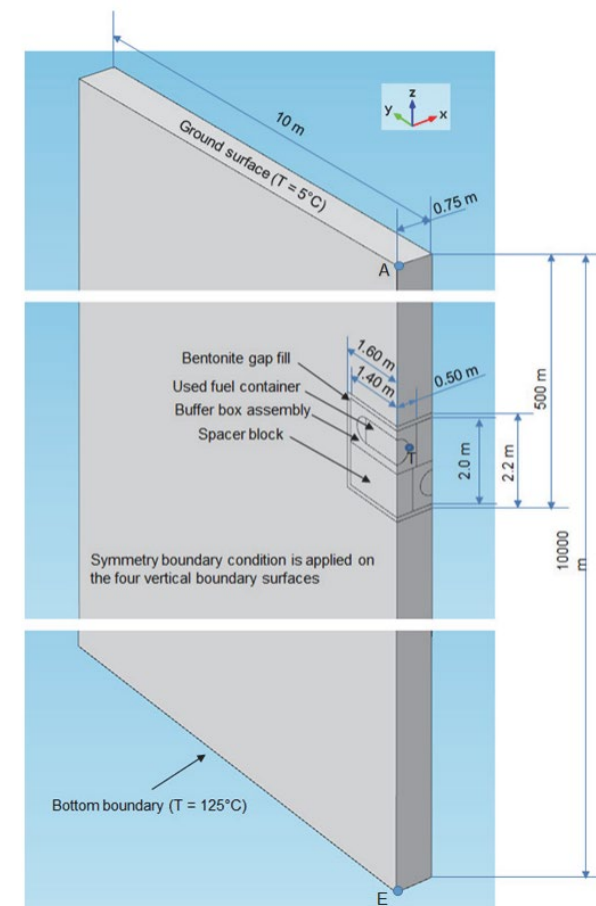 z
y
x
10 m
Ground surface (T = 5°C)
0.75 m
A
1.60 m
1.40 m
0.50 m
Bentonite gap fill
Used fuel container
Buffer box assembly
Spacer block
T
2.0 m
2.2 m
500 m
10000
m
Symmetry boundary condition is applied on
the four vertical boundary surfaces
Bottom boundary (T = 125°C)
E